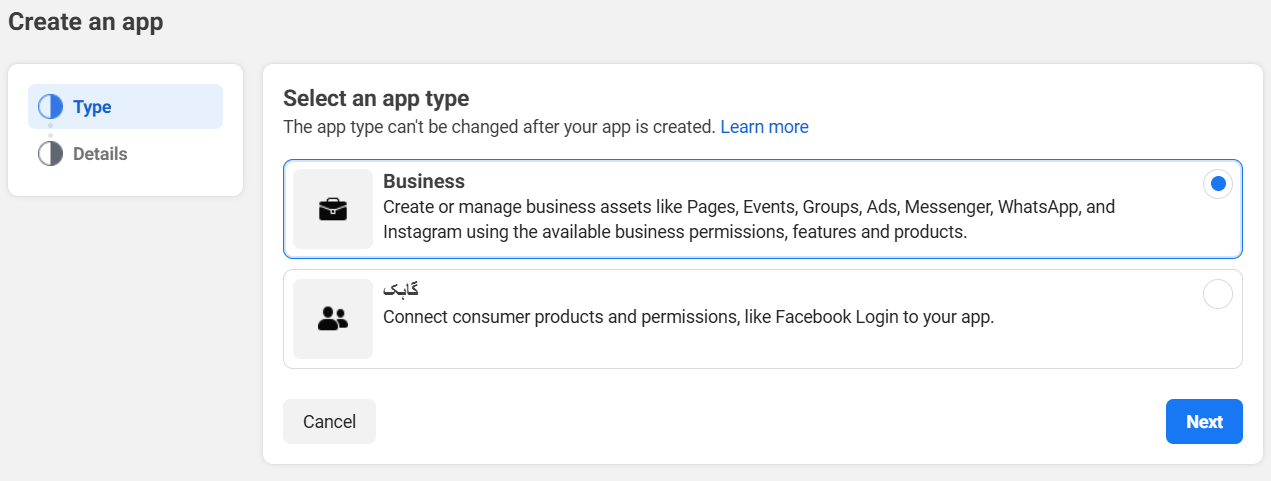 Create an app
Type
Details
Select an app type
The app type can't be changed after your app is created. Learn more
Business
Create or manage business assets like Pages, Events, Groups, Ads, Messenger, WhatsApp, and
Instagram using the available business permissions, features and products.
گاہک
Connect consumer products and permissions, like Facebook Login to your app.
Cancel
Next